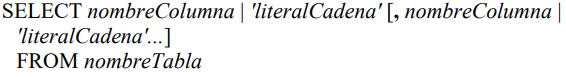 SELECT nombreColumna | 'literalCadena' [, nombreColumna |
'literalCadena'...]
FROM nombreTabla